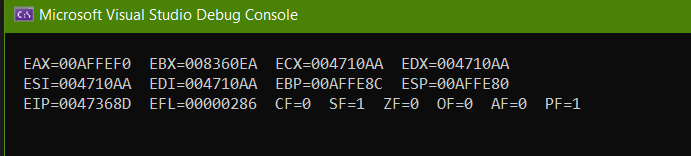 Microsoft Visual Studio Debug Console
EAX=00AFFEF0 EBX=008360EA ECX=004710AA EDX=004710AA
ESI=004710AA EDI=004710AA EBP=00AFFE8C ESP=00AFFE80
EIP=0047368D EFL=00000286 CF=0 SF=1 ZF=0 OF=0 AF=0 PF=1